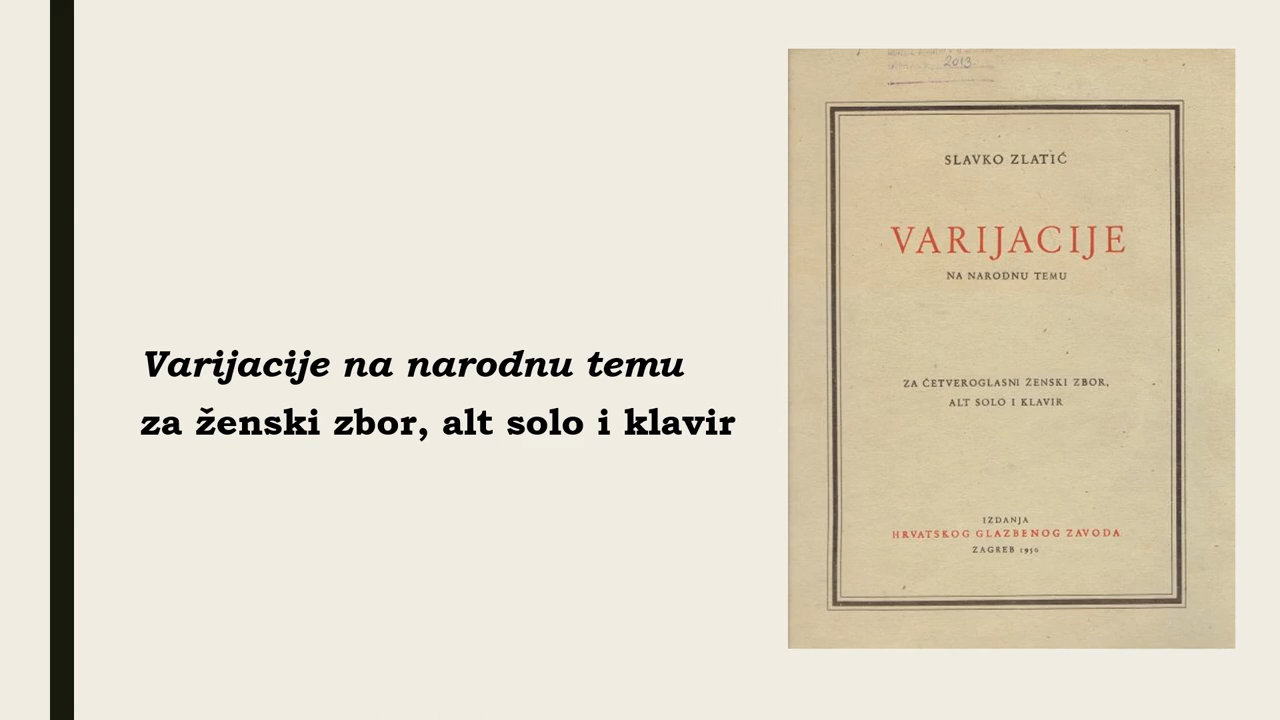 Varijacije na narodnu temu
za ženski zbor, alt solo i klavir
2013.
SLAVKO ZLATIĆ
VARIJACIJE
NA NARODNU TEMU
ZA ČETVEROGLASNI ŽENSKI ZBOR,
ALT SOLO I KLAVIR
IZDANJA
HRVATSKOG GLAZBENOG ZAVODA
ZAGREB 1950